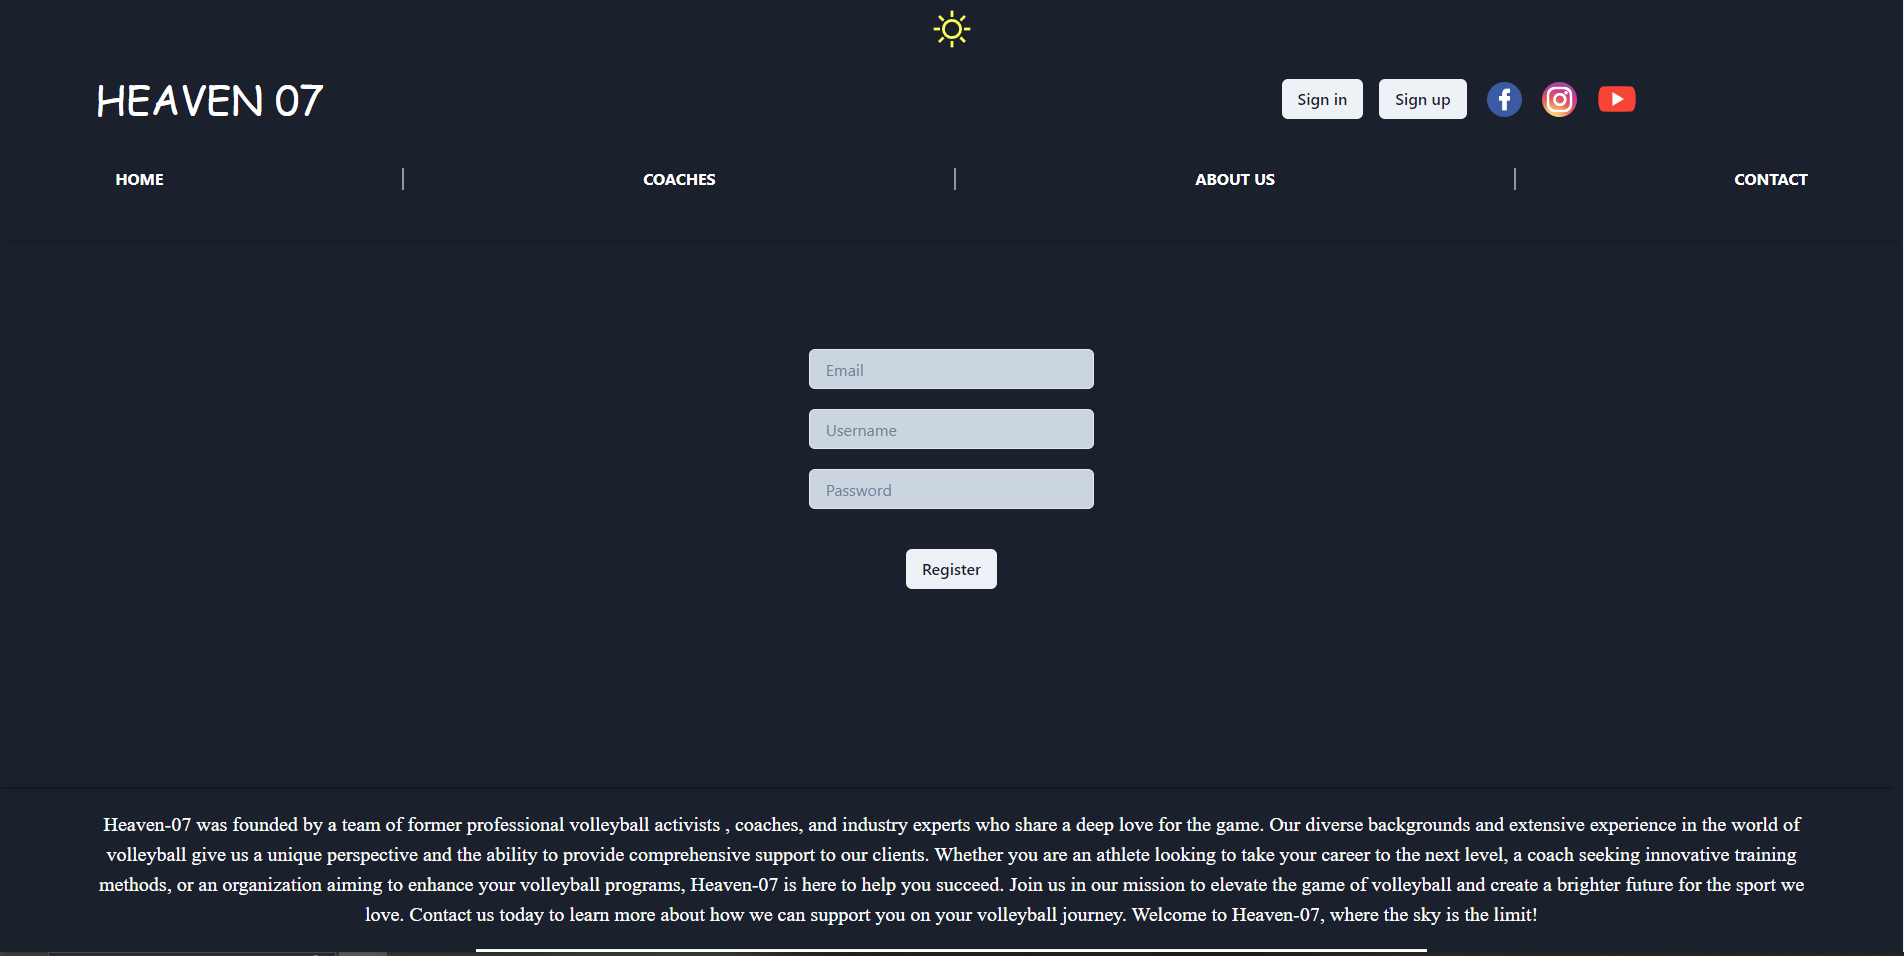 HEAVEN 07
Sign in
Sign up
HOME
COACHES
ABOUT US
CONTACT
Email
Username
Password
Register
Heaven-07 was founded by a team of former professional volleyball activists , coaches, and industry experts who share a deep love for the game. Our diverse backgrounds and extensive experience in the world of
volleyball give us a unique perspective and the ability to provide comprehensive support to our clients. Whether you are an athlete looking to take your career to the next level, a coach seeking innovative training
methods, or an organization aiming to enhance your volleyball programs, Heaven-07 is here to help you succeed. Join us in our mission to elevate the game of volleyball and create a brighter future for the sport we
love. Contact us today to learn more about how we can support you on your volleyball journey. Welcome to Heaven-07, where the sky is the limit!